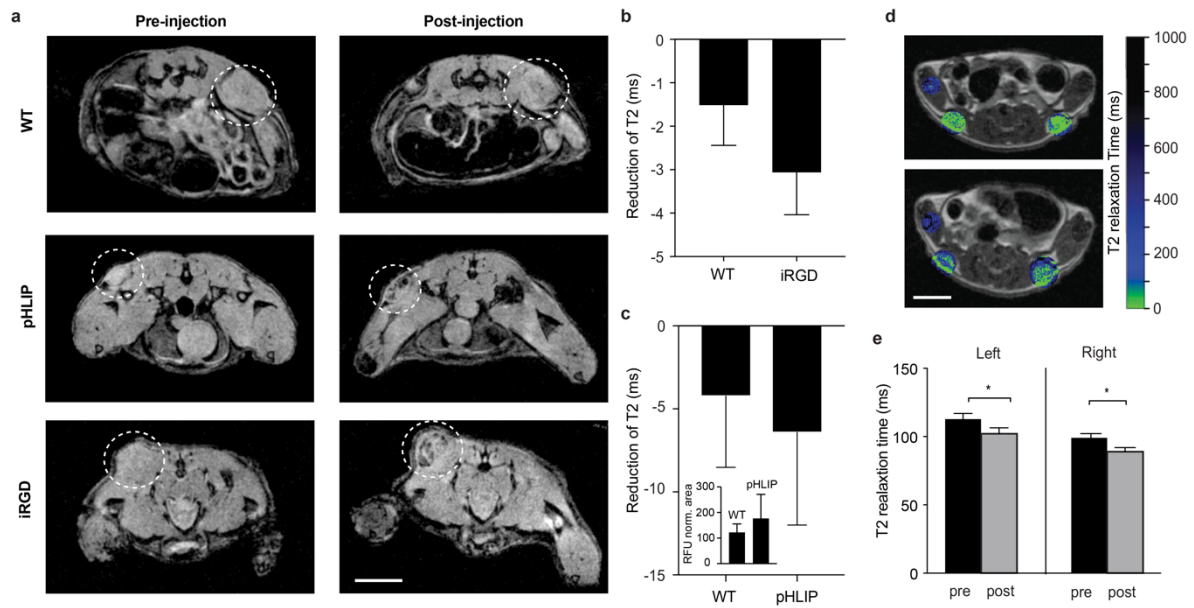 a
Pre-injection
Post-injection
WT
pHLIP
iRGD
b
Reduction of T2 (ms)
0
-1
-2
-3
-4
-5
WT
iRGD
c
Reduction of T2 (ms)
0
-5
-10
-15
WT
pHLIP
RFU norm. area
300
200
100
0
WT
pHLIP
d
T2 relaxation Time (ms)
1000
800
600
400
200
0
e
Left
Right
T2 realaxtion time (ms)
150
100
50
0
*
*
pre
post
pre
post